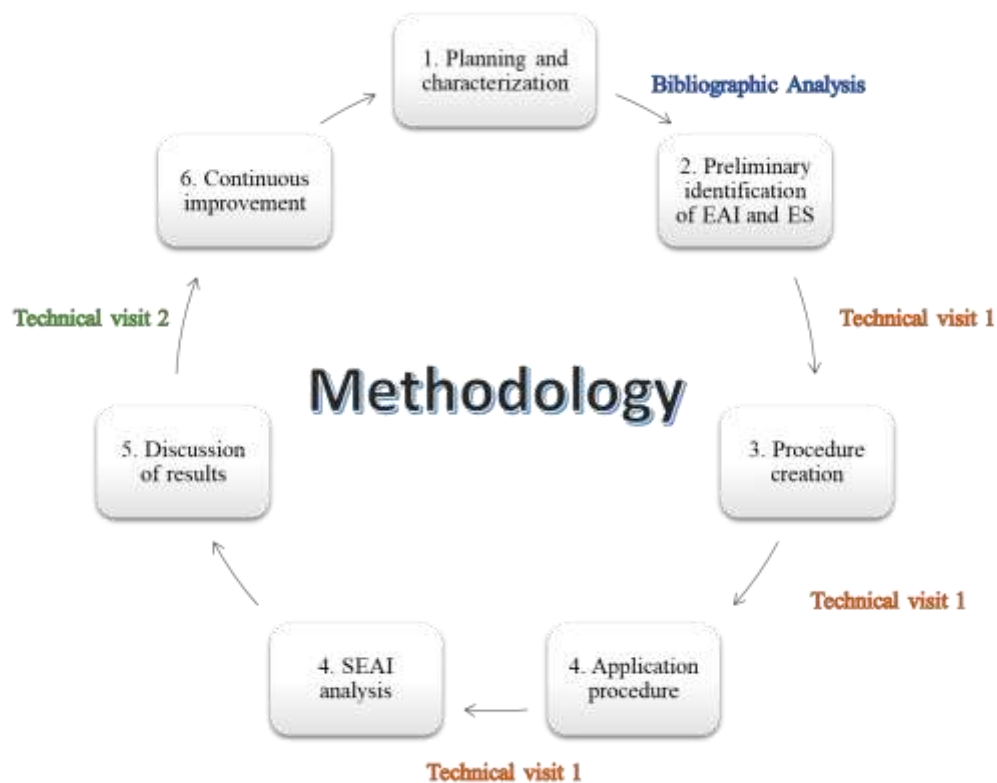 1. Planning and
characterization
Bibliographic Analysis
2. Preliminary
identification
of EAI and ES
Technical visit 1
3. Procedure
creation
Technical visit 1
4. Application
procedure
Technical visit 1
4. SEAI
analysis
5. Discussion
of results
Technical visit 2
6. Continuous
improvement
Methodology